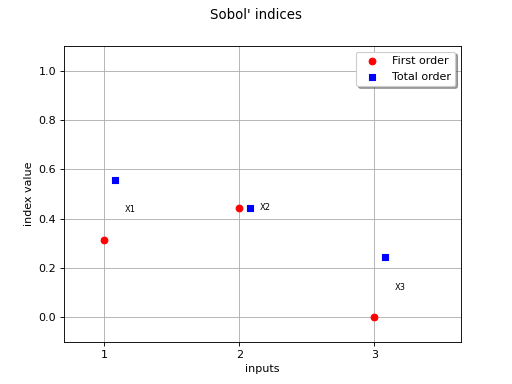 Sobol' indices
First order
Total order
1.0
0.8
0.6
0.4
0.2
0.0
index value
X1
X2
X3
1 2 3
inputs